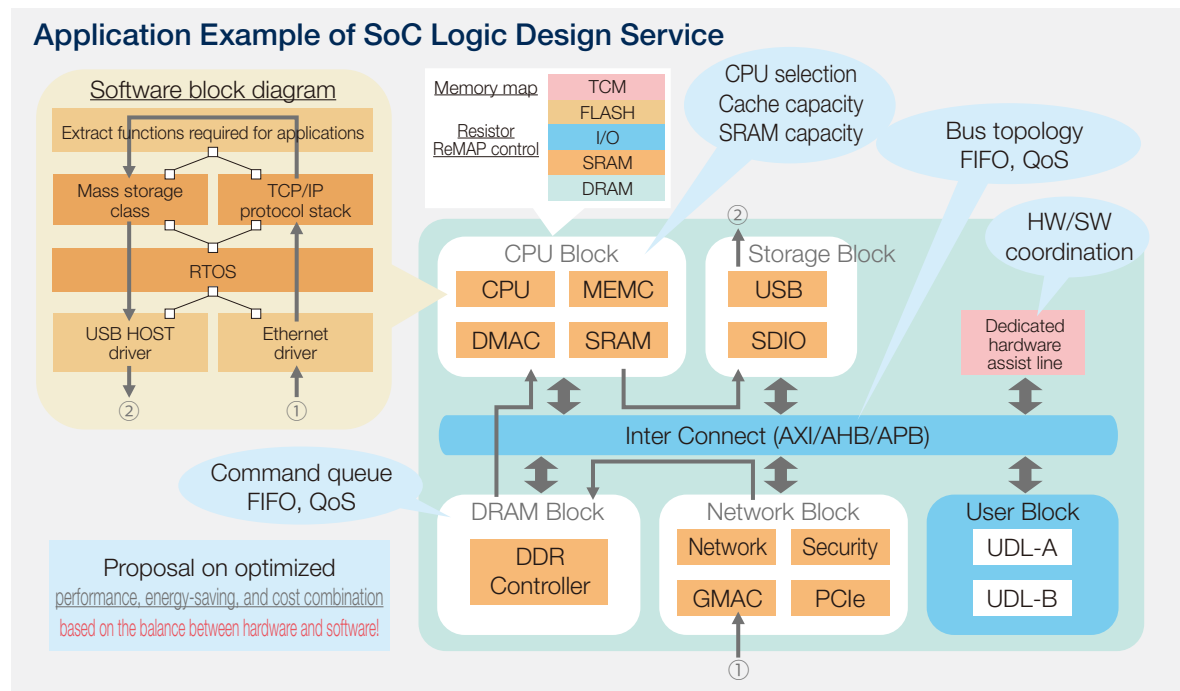 Application Example of SoC Logic Design Service
Software block diagram
Extract functions required for applications
Mass storage
class
TCP/IP
protocol stack
RTOS
USB HOST
driver
Ethernet
driver
②
①
Memory map
Resistor
ReMAP control
TCM
FLASH
I/O
SRAM
DRAM
CPU selection
Cache capacity
SRAM capacity
Bus topology
FIFO, QoS
HW/SW
coordination
②
CPU Block
CPU
MEMC
DMAC
SRAM
Storage Block
USB
SDIO
Dedicated
hardware
assist line
Inter Connect (AXI/AHB/APB)
Command queue
FIFO, QoS
DRAM Block
DDR
Controller
Network Block
Network
Security
GMAC
PCIe
User Block
UDL-A
UDL-B
①
Proposal on optimized
performance, energy-saving, and cost combination
based on the balance between hardware and software!